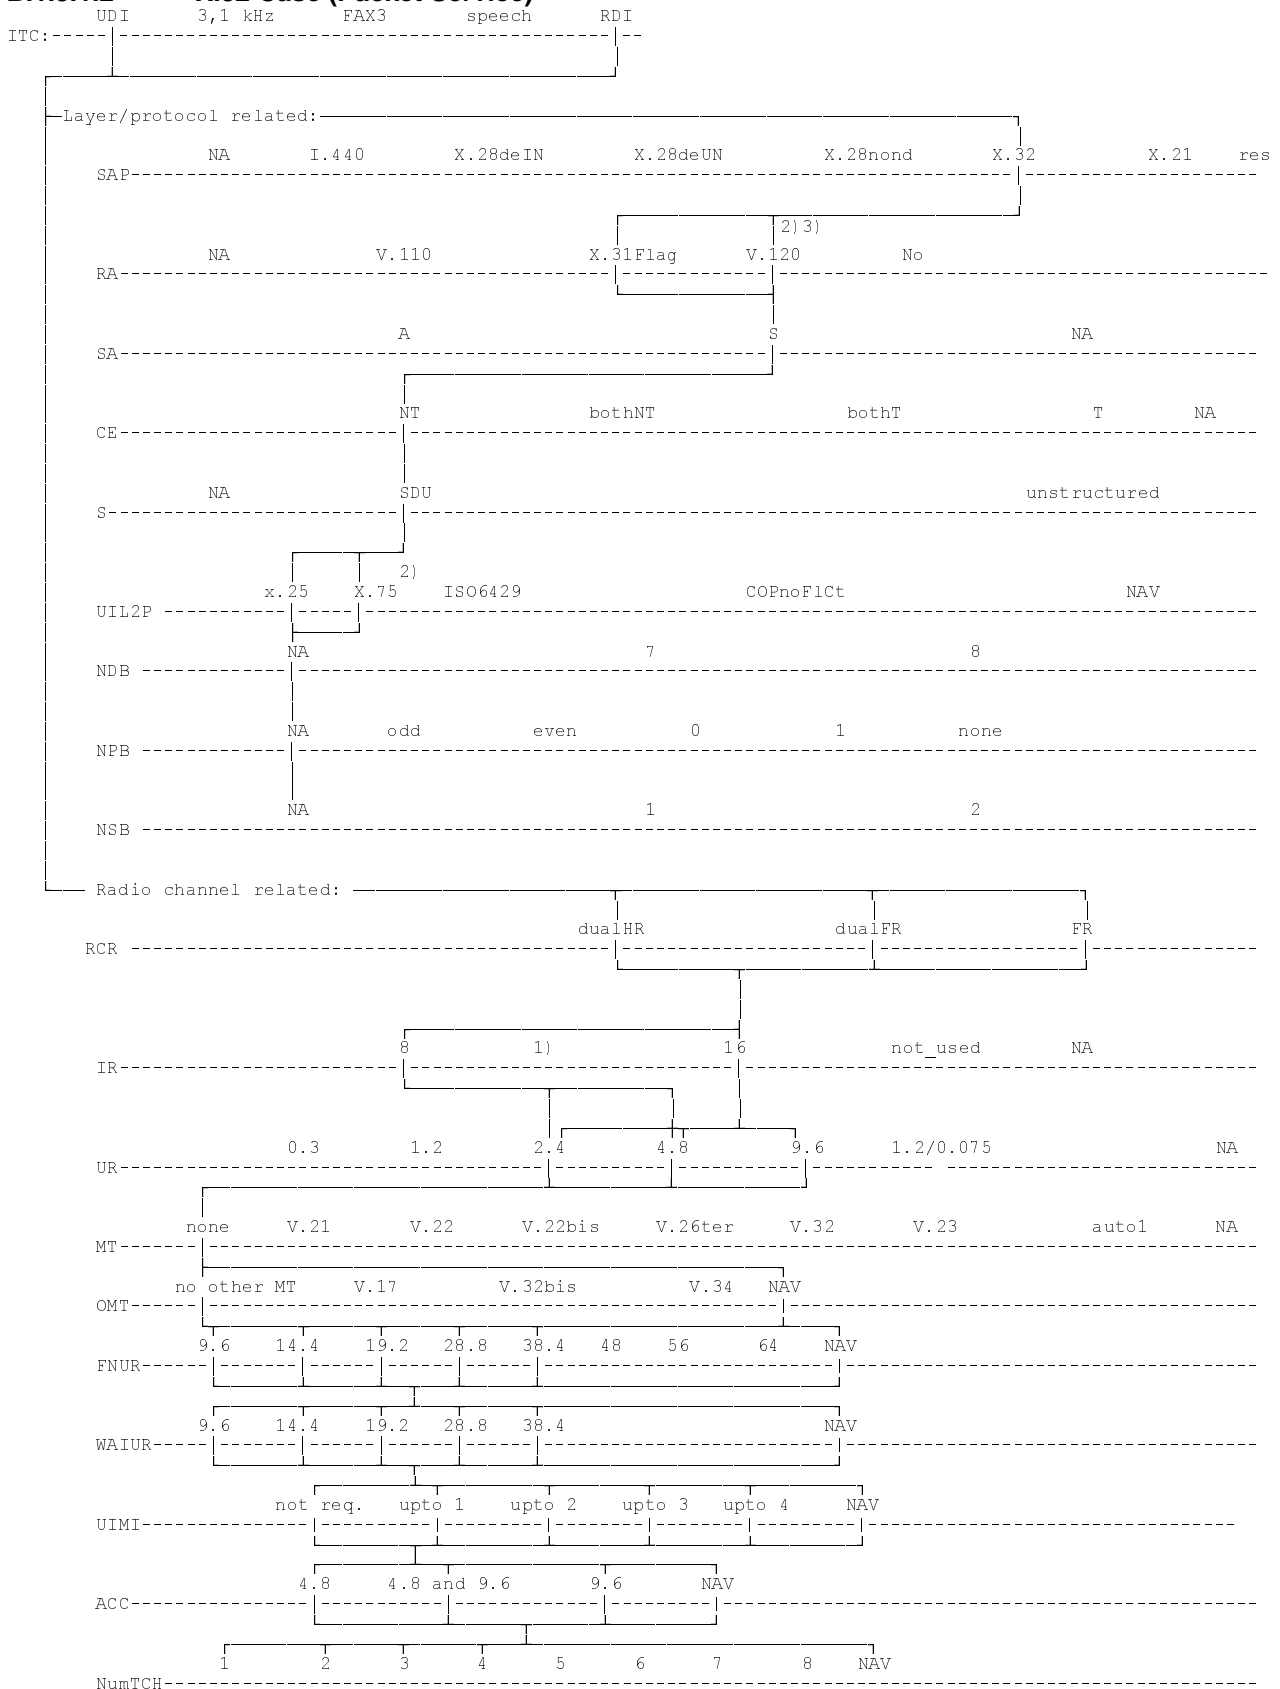 UDI 3,1 kHz FAX3 speech RDI
ITC:
Layer/protocol related:
NA I.440 X.28deIN X.28deUN X.28nond X.32 X.21 res
SAP
2)3)
NA V.110 X.31Flag V.120 No
RA
A S NA
SA
NT bothNT bothT T NA
CE
NA SDU unstructured
S
2)
x.25 X.75 ISO6429 COPnoFlCt NAV
UIL2P
NA 7 8
NDB
NA odd even 0 1 none
NPB
NA 1 2
NSB
Radio channel related:
dualHR dualFR FR
RCR
8 1) 16 not_used NA
IR
0.3 1.2 2.4 4.8 9.6 1.2/0.075 NA
UR
none V.21 V.22 V.22bis V.26ter V.32 V.23 auto1 NA
MT
no other MT V.17 V.32bis V.34 NAV
OMT
9.6 14.4 19.2 28.8 38.4 48 56 64 NAV
FNUR
9.6 14.4 19.2 28.8 38.4 NAV
WAIUR
not req. upto 1 upto 2 upto 3 upto 4 NAV
UIMI
4.8 4.8 and 9.6 9.6 NAV
ACC
1 2 3 4 5 6 7 8 NAV
NumTCH